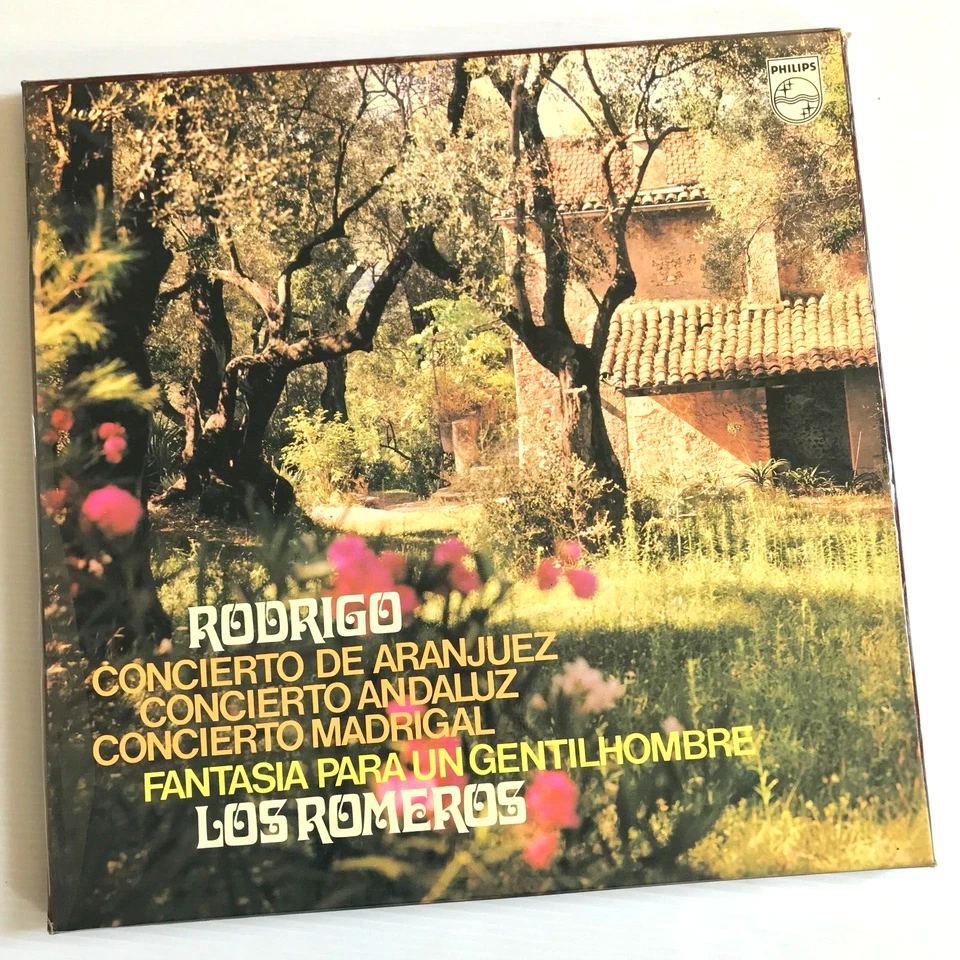 PHILIPS
RODRIGO
CONCIERTO DE ARANJUEZ
CONCIERTO ANDALUZ
CONCIERTO MADRIGAL
FANTASIA PARA UN GENTILHOMBRE
LOS ROMEROS